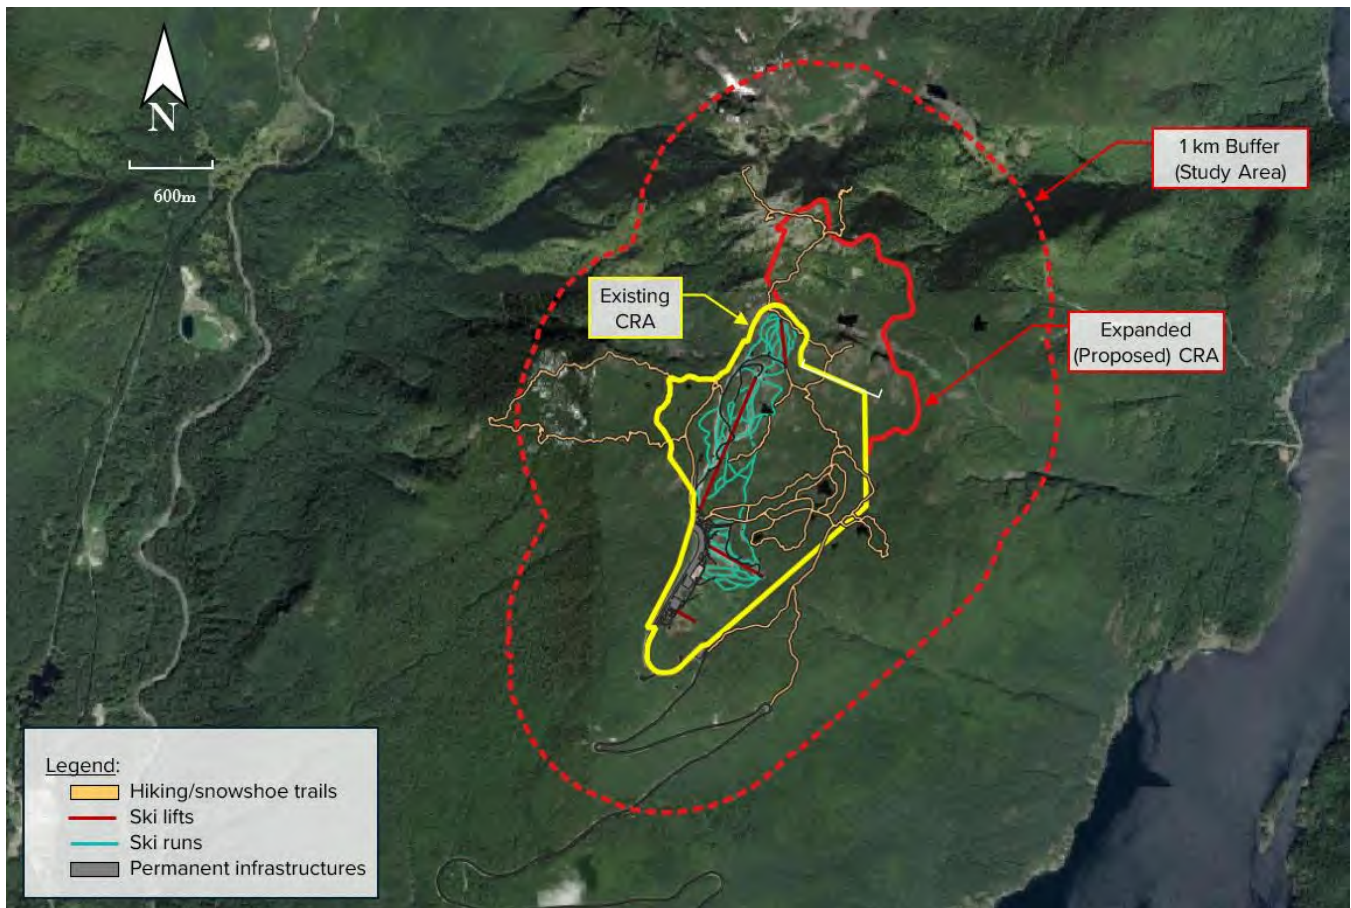 N
600m
1 km Buffer
(Study Area)
Existing
CRA
Expanded
(Proposed) CRA
Legend:
Hiking/snowshoe trails
Ski lifts
Ski runs
Permanent infrastructures